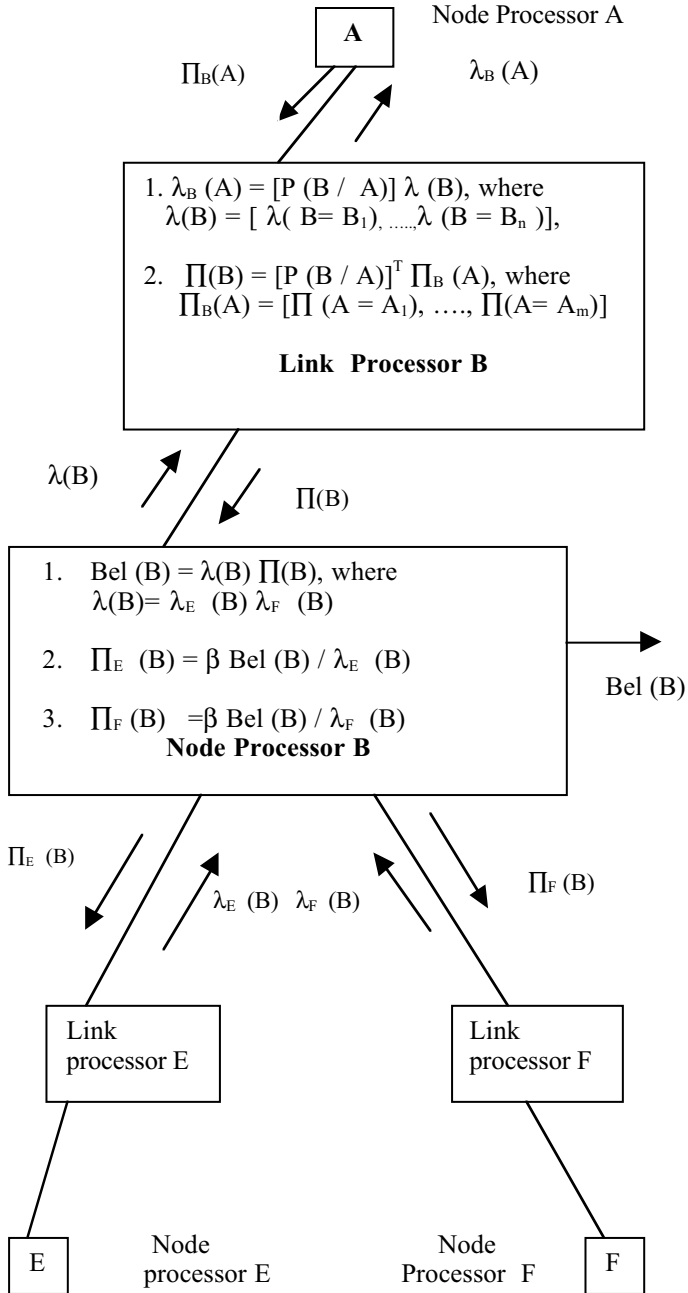 A
Node Processor A
∏B(A)
λB (A)
1. λB (A) = [P (B / A)] λ (B), where
λ(B) = [ λ( B= B1), ....., λ (B = Bn )],
2. ∏(B) = [P (B / A)]T ∏B (A), where
∏B(A) = [∏ (A = A1), …., ∏(A= Am)]
Link Processor B
λ(B)
∏(B)
1. Bel (B) = λ(B) ∏(B), where
λ(B)= λE (B) λF (B)
2. ∏E (B) = β Bel (B) / λE (B)
3. ∏F (B) =β Bel (B) / λF (B)
Node Processor B
Bel (B)
∏E (B)
λE (B) λF (B)
∏F (B)
Link
processor E
Link
processor F
E
Node
processor E
Node
Processor F
F